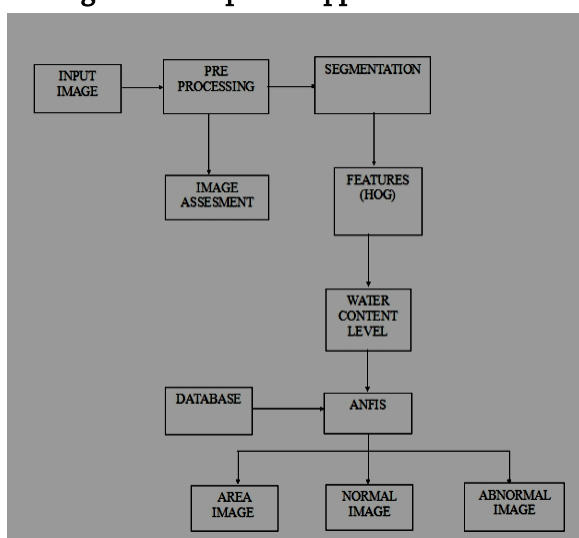 INPUT
IMAGE
PRE
PROCESSING
SEGMENTATION
IMAGE
ASSESMENT
FEATURES
(HOG)
WATER
CONTENT
LEVEL
DATABASE
ANFIS
AREA
IMAGE
NORMAL
IMAGE
ABNORMAL
IMAGE